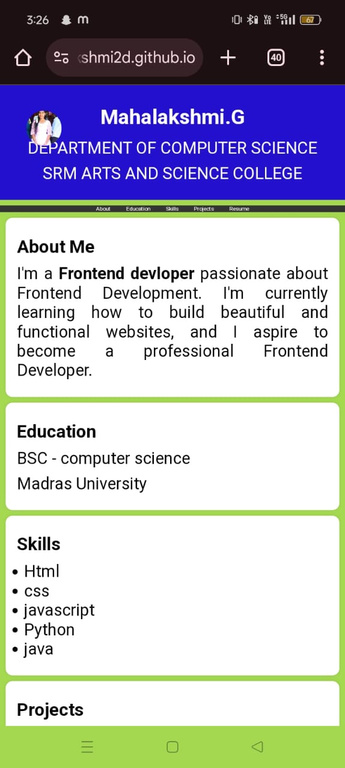 3:26
5G
67
shmi2d.github.io
40
Mahalakshmi.G
DEPARTMENT OF COMPUTER SCIENCE
SRM ARTS AND SCIENCE COLLEGE
About Education Skills Projects Resume
About Me
I'm a Frontend devloper passionate about
Frontend Development. I'm currently
learning how to build beautiful and
functional websites, and I aspire to
become a professional Frontend
Developer.
Education
BSC - computer science
Madras University
Skills
• Html
• css
• javascript
• Python
• java
Projects